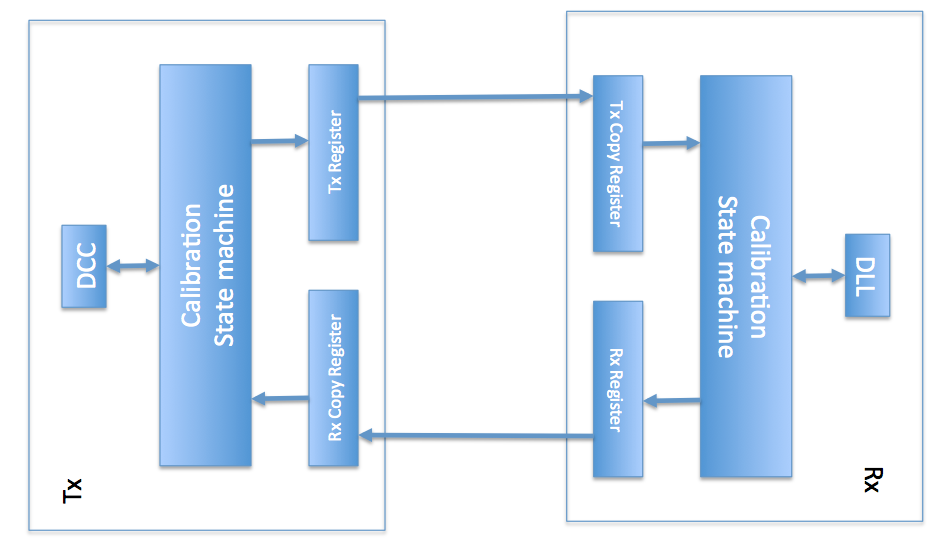 DCC
Calibration
State machine
Tx Register
Rx Copy Register
Tx
Tx Copy Register
Rx Register
Calibration
State machine
DLL
Rx